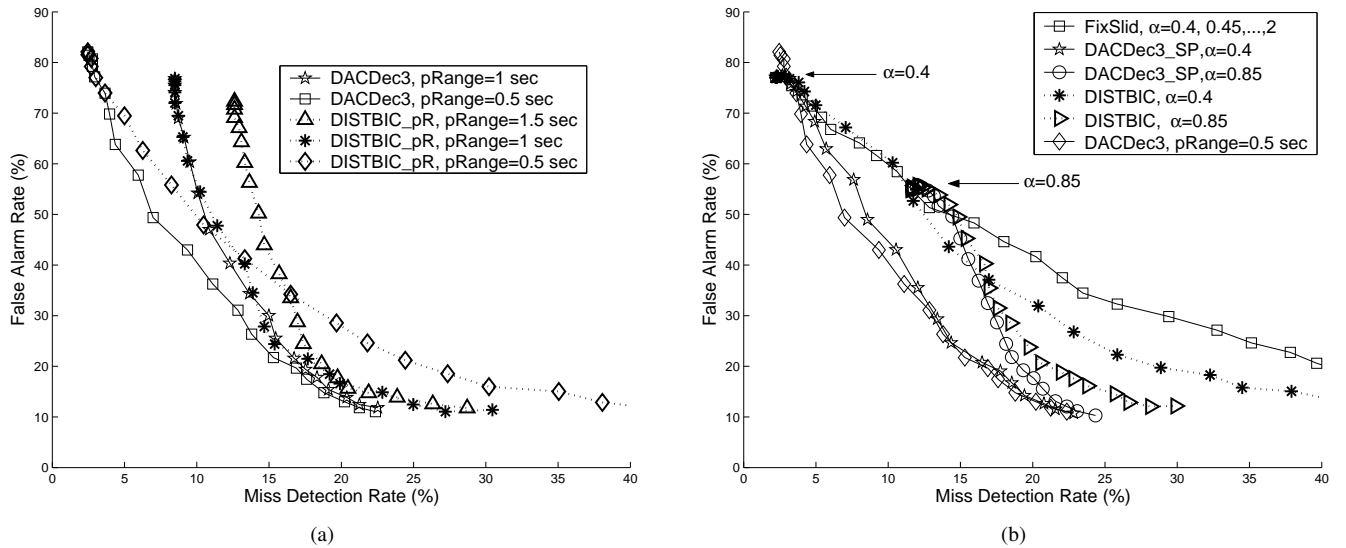 90
80
70
60
50
40
30
20
10
0
False Alarm Rate (%)
DACDec3, pRange=1 sec
DACDec3, pRange=0.5 sec
DISTBIC_pR, pRange=1.5 sec
DISTBIC_pR, pRange=1 sec
DISTBIC_pR, pRange=0.5 sec
0 5 10 15 20 25 30 35 40
Miss Detection Rate (%)
(a)
90
80
70
60
50
40
30
20
10
0
False Alarm Rate (%)
FixSlid, α=0.4, 0.45,...,2
DACDec3_SP,α=0.4
DACDec3_SP,α=0.85
DISTBIC, α=0.4
DISTBIC, α=0.85
DACDec3, pRange=0.5 sec
α=0.4
α=0.85
0 5 10 15 20 25 30 35 40
Miss Detection Rate (%)
(b)